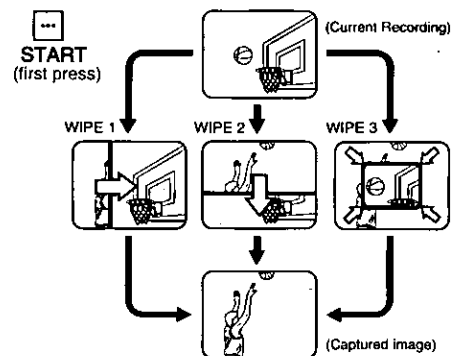 ...
START
(first press)
(Current Recording)
WIPE 1
WIPE 2
WIPE 3
(Captured image)